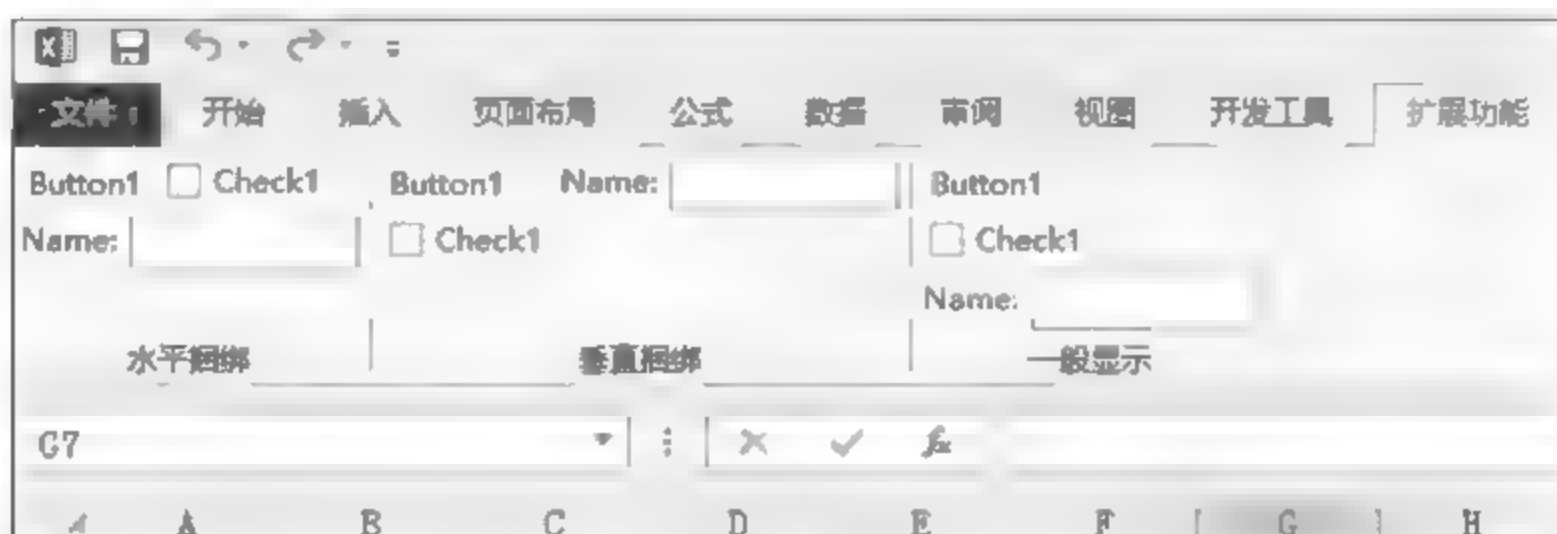 文件 开始 插入 页面布局 公式 数据 审阅 视图 开发工具 扩展功能
Button1 Check1 Button1 Name: Button1
Name: Check1 Check1
Name:
水平捆绑 垂直捆绑 一般显示
G7 fx
A B C D E F G H